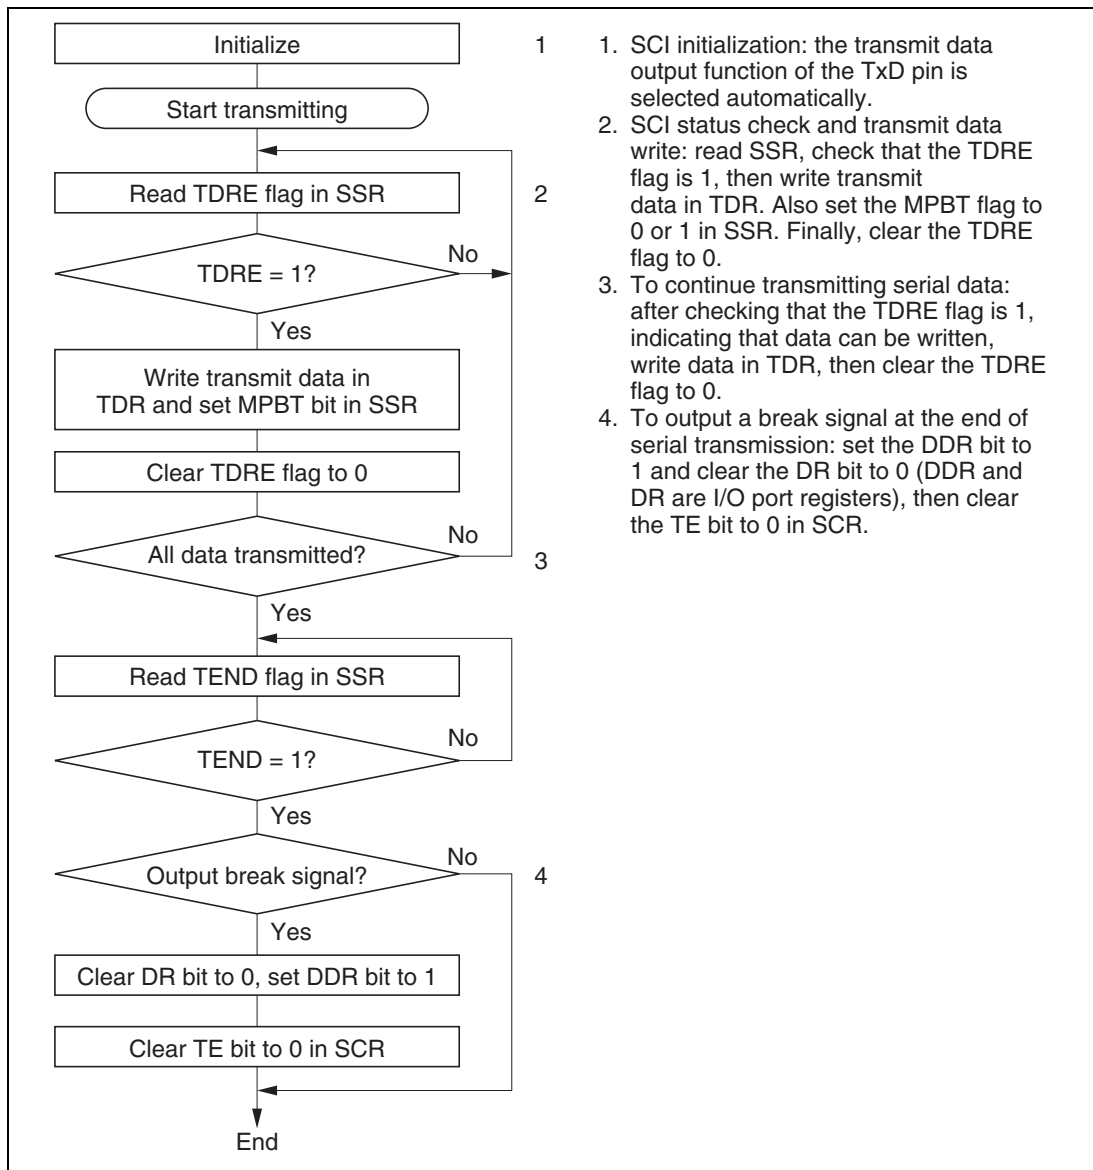 Initialize
1
Start transmitting
Read TDRE flag in SSR
2
TDRE = 1?
No
Yes
Write transmit data in
TDR and set MPBT bit in SSR
Clear TDRE flag to 0
All data transmitted?
No
3
Yes
Read TEND flag in SSR
TEND = 1?
No
Yes
Output break signal?
No
4
Yes
Clear DR bit to 0, set DDR bit to 1
Clear TE bit to 0 in SCR
End
1. SCI initialization: the transmit data
output function of the TxD pin is
selected automatically.
2. SCI status check and transmit data
write: read SSR, check that the TDRE
flag is 1, then write transmit
data in TDR. Also set the MPBT flag to
0 or 1 in SSR. Finally, clear the TDRE
flag to 0.
3. To continue transmitting serial data:
after checking that the TDRE flag is 1,
indicating that data can be written,
write data in TDR, then clear the TDRE
flag to 0.
4. To output a break signal at the end of
serial transmission: set the DDR bit to
1 and clear the DR bit to 0 (DDR and
DR are I/O port registers), then clear
the TE bit to 0 in SCR.